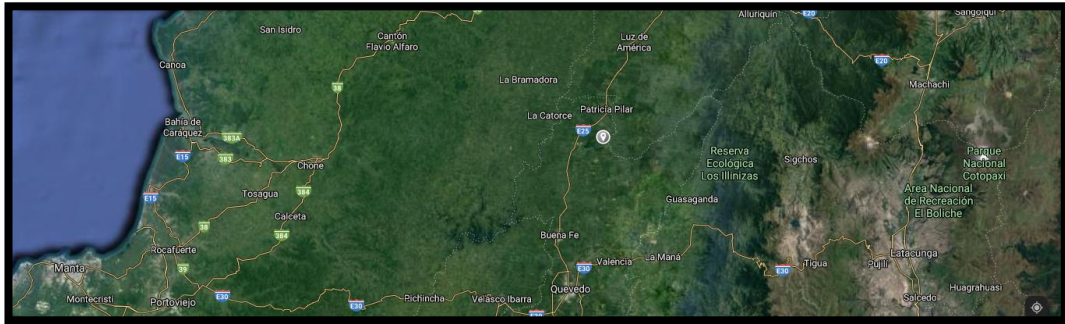 San Isidro
Cantón
Flavio Alfaro
Luz de
América
Alluriquín
E20
Sangolquí
Canoa
E20
La Bramadora
38
Machachi
Patricia Pilar
La Catorce
Bahía de
Caráquez
E25
383A
E15
383
Chone
Reserva
Ecológica
Los Illinizas
Sigchos
Parque
Nacional
Cotopaxi
E15
Tosagua
384
Guasaganda
Área Nacional
de Recreación
El Boliche
Calceta
38
384
Buena Fe
Rocafuerte
Manta
39
E30
Valencia
La Maná
E30
Tigua
Pujilí
Latacunga
Quevedo
Huagrahuasi
Montecristi
Portoviejo
E30
E30
Pichincha
Velasco Ibarra
E30
Salcedo